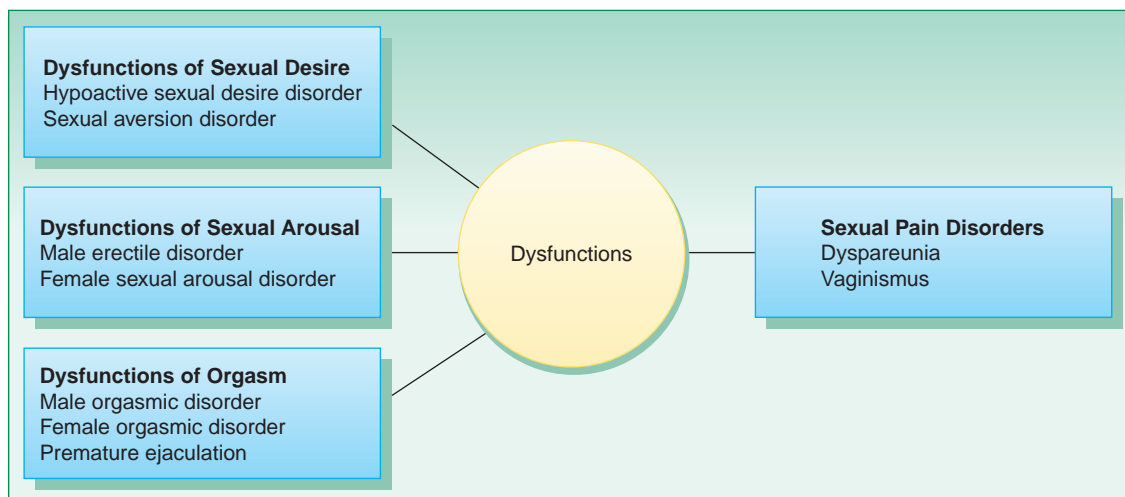 Dysfunctions of Sexual Desire
Hypoactive sexual desire disorder
Sexual aversion disorder
Dysfunctions of Sexual Arousal
Male erectile disorder
Female sexual arousal disorder
Dysfunctions of Orgasm
Male orgasmic disorder
Female orgasmic disorder
Premature ejaculation
Dysfunctions
Sexual Pain Disorders
Dyspareunia
Vaginismus